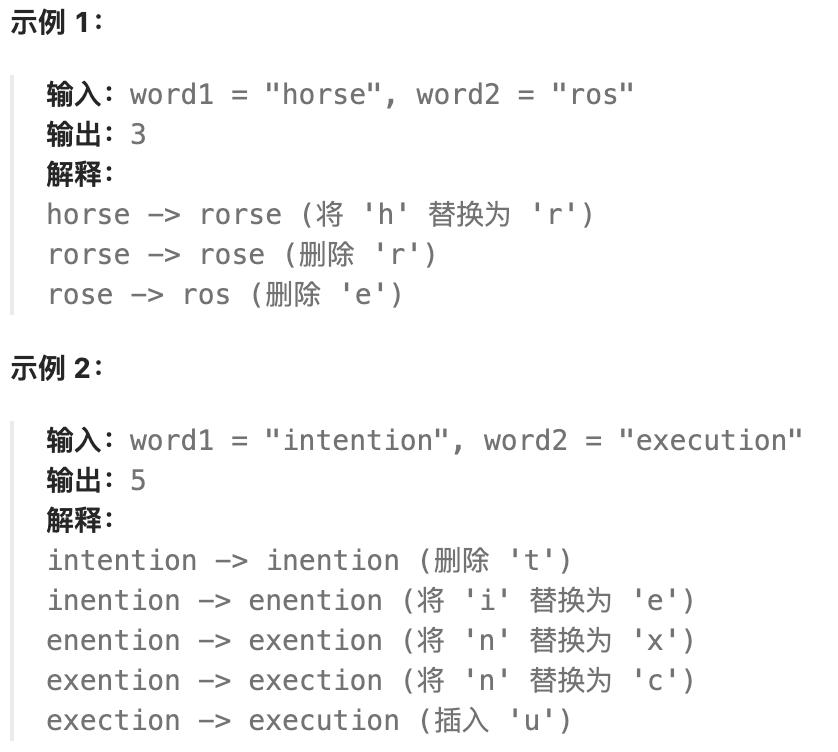 示例 1：
输入：word1 = "horse", word2 = "ros"
输出：3
解释：
horse -> rorse (将 'h' 替换为 'r')
rorse -> rose (删除 'r')
rose -> ros (删除 'e')
示例 2：
输入：word1 = "intention", word2 = "execution"
输出：5
解释：
intention -> inention (删除 't')
inention -> enention (将 'i' 替换为 'e')
enention -> exention (将 'n' 替换为 'x')
exention -> exection (将 'n' 替换为 'c')
exection -> execution (插入 'u')